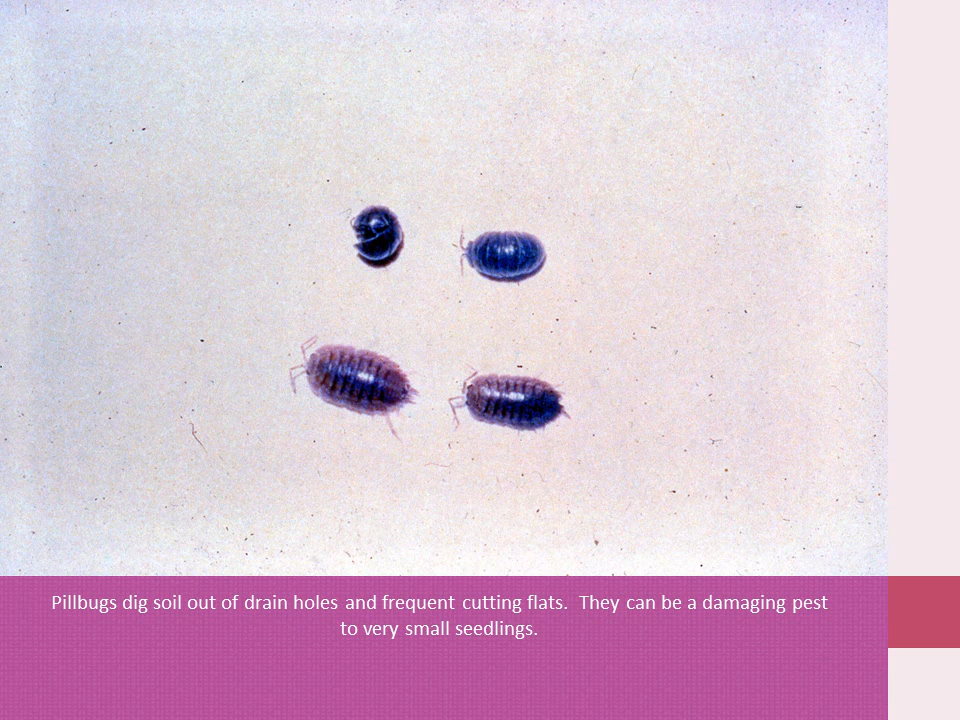 Pillbugs dig soil out of drain holes and frequent cutting flats.  They can be a damaging pest
to very small seedlings.